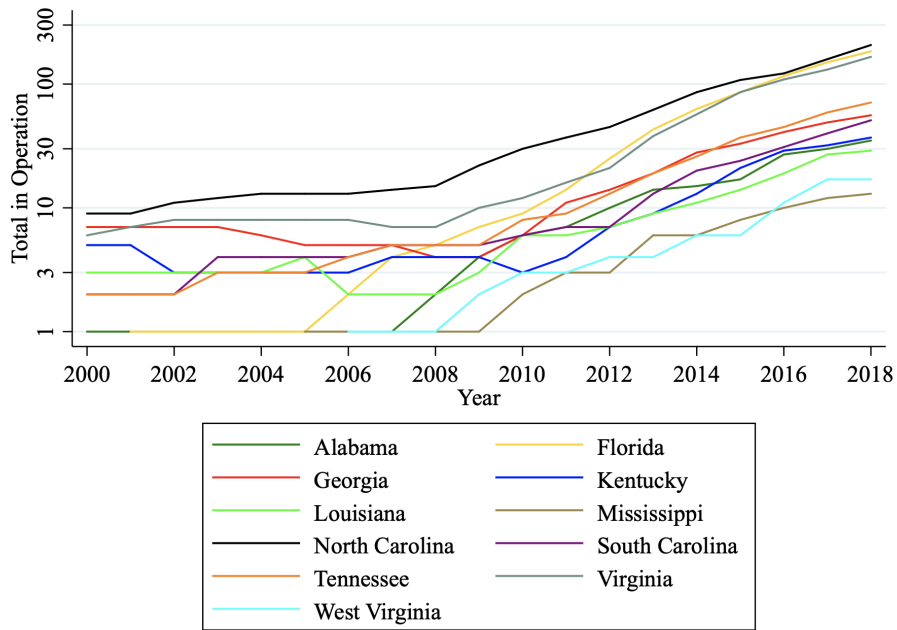 300
100
30
10
3
1
Total in Operation
2000 2002 2004 2006 2008 2010 2012 2014 2016 2018
Year
Alabama Florida
Georgia Kentucky
Louisiana Mississippi
North Carolina South Carolina
Tennessee Virginia
West Virginia